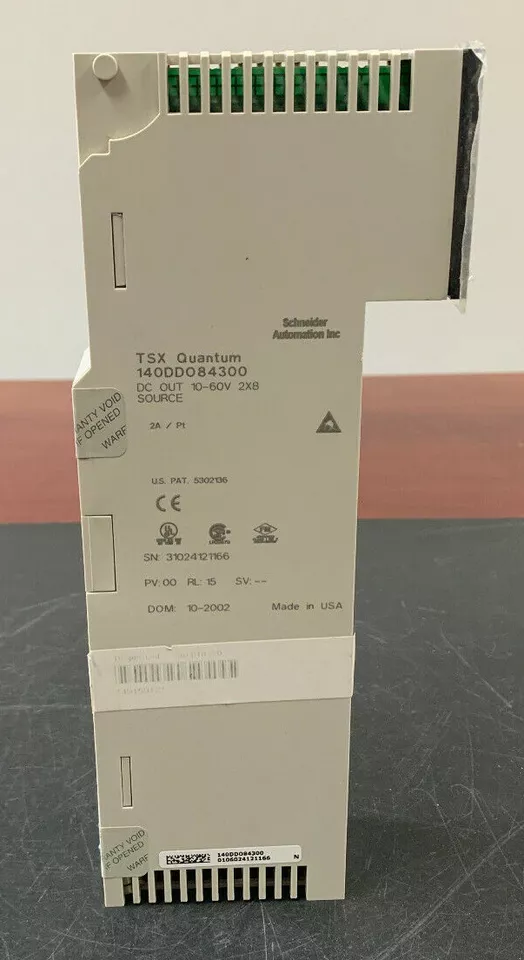 Schneider
Automation Inc
TSX Quantum
140DDO84300
DC OUT 10-60V 2X8
SOURCE
2A / Pt
ANTY VOID
IF OPENED
WARR
U.S. PAT. 5302136
CE
UL
FM
SN: 31024121166
PV: 00 RL: 15 SV: --
DOM: 10-2002 Made in USA
ANTY VOID
OPENED
WARR
140DDO84300
0106024121166 N